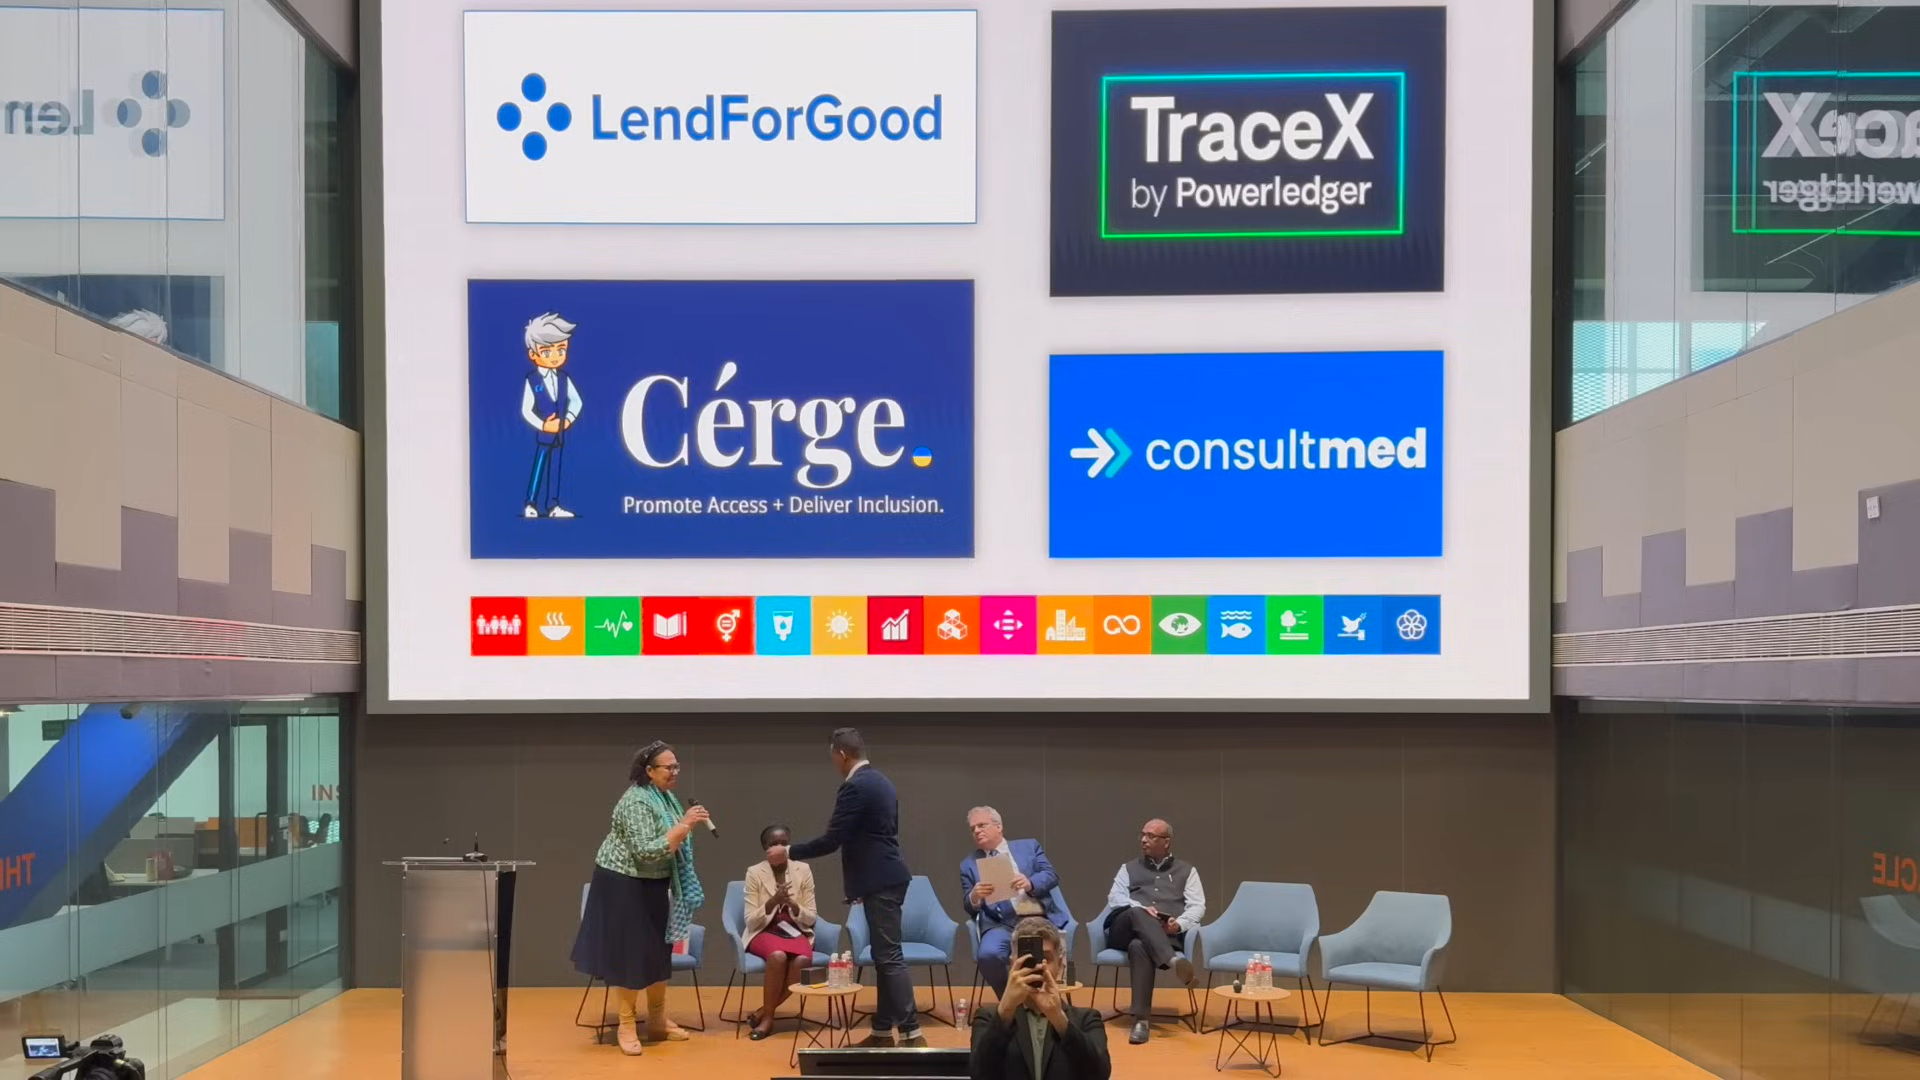 LendForGood
TraceX
by Powerledger
Cérge.
Promote Access + Deliver Inclusion.
consultmed